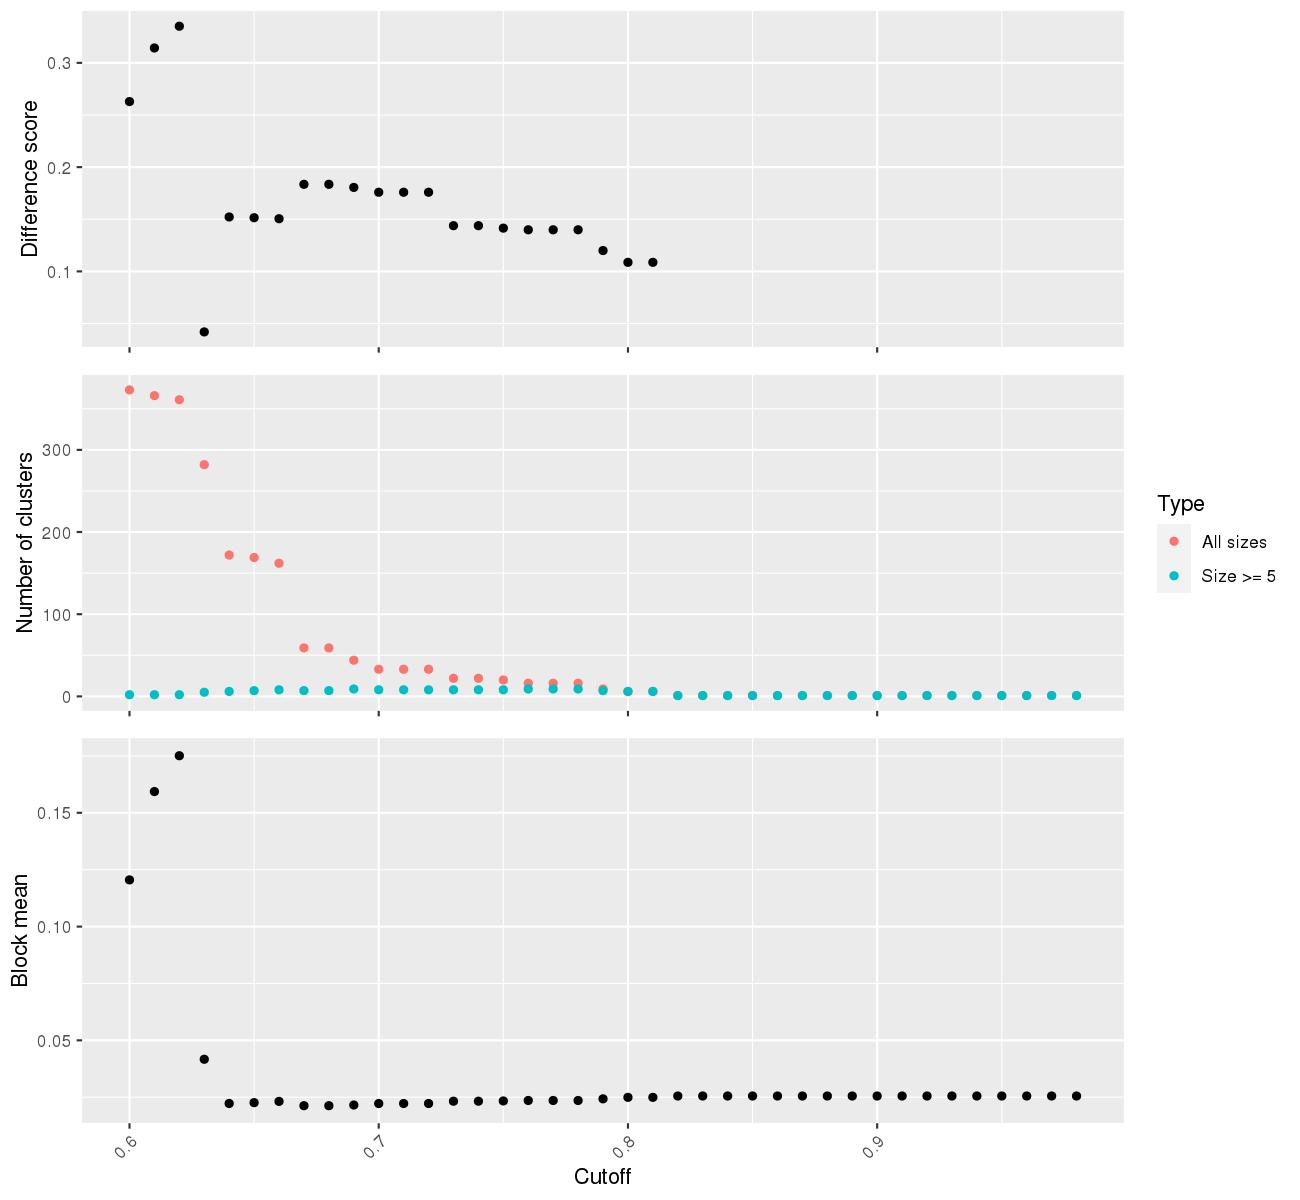 Difference score
0.3
0.2
0.1
Number of clusters
300
200
100
0
Type
All sizes
Size >= 5
Block mean
0.15
0.10
0.05
0.6
0.7
0.8
0.9
Cutoff